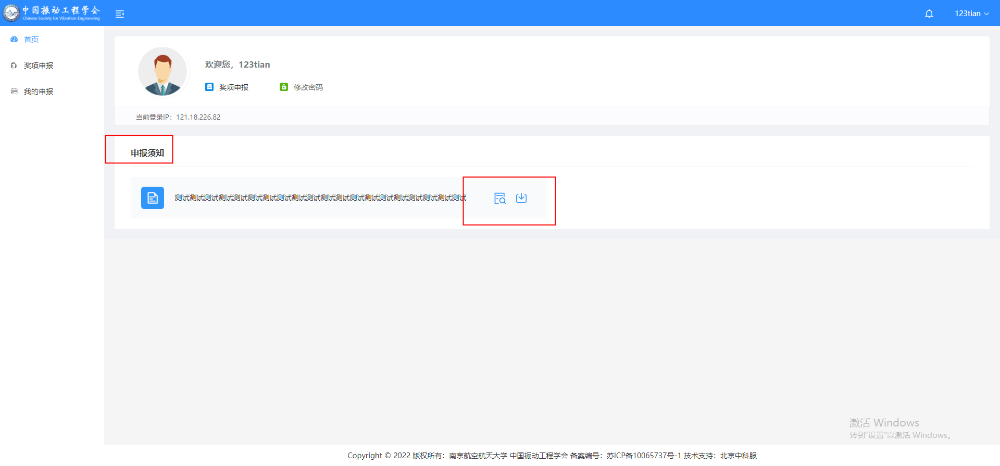 中国振动工程学会
CSVE
Chinese Society for Vibration Engineering
123tian
首页
奖项申报
我的申报
欢迎您，123tian
奖项申报
修改密码
当前登录IP：121.18.226.82
申报须知
测试测试测试测试测试测试测试测试测试测试测试测试测试测试测试测试测试测试测试测试
激活 Windows
转到"设置"以激活 Windows。
Copyright © 2022 版权所有：南京航空航天大学 中国振动工程学会 备案编号：苏ICP备10065737号-1 技术支持：北京中科服